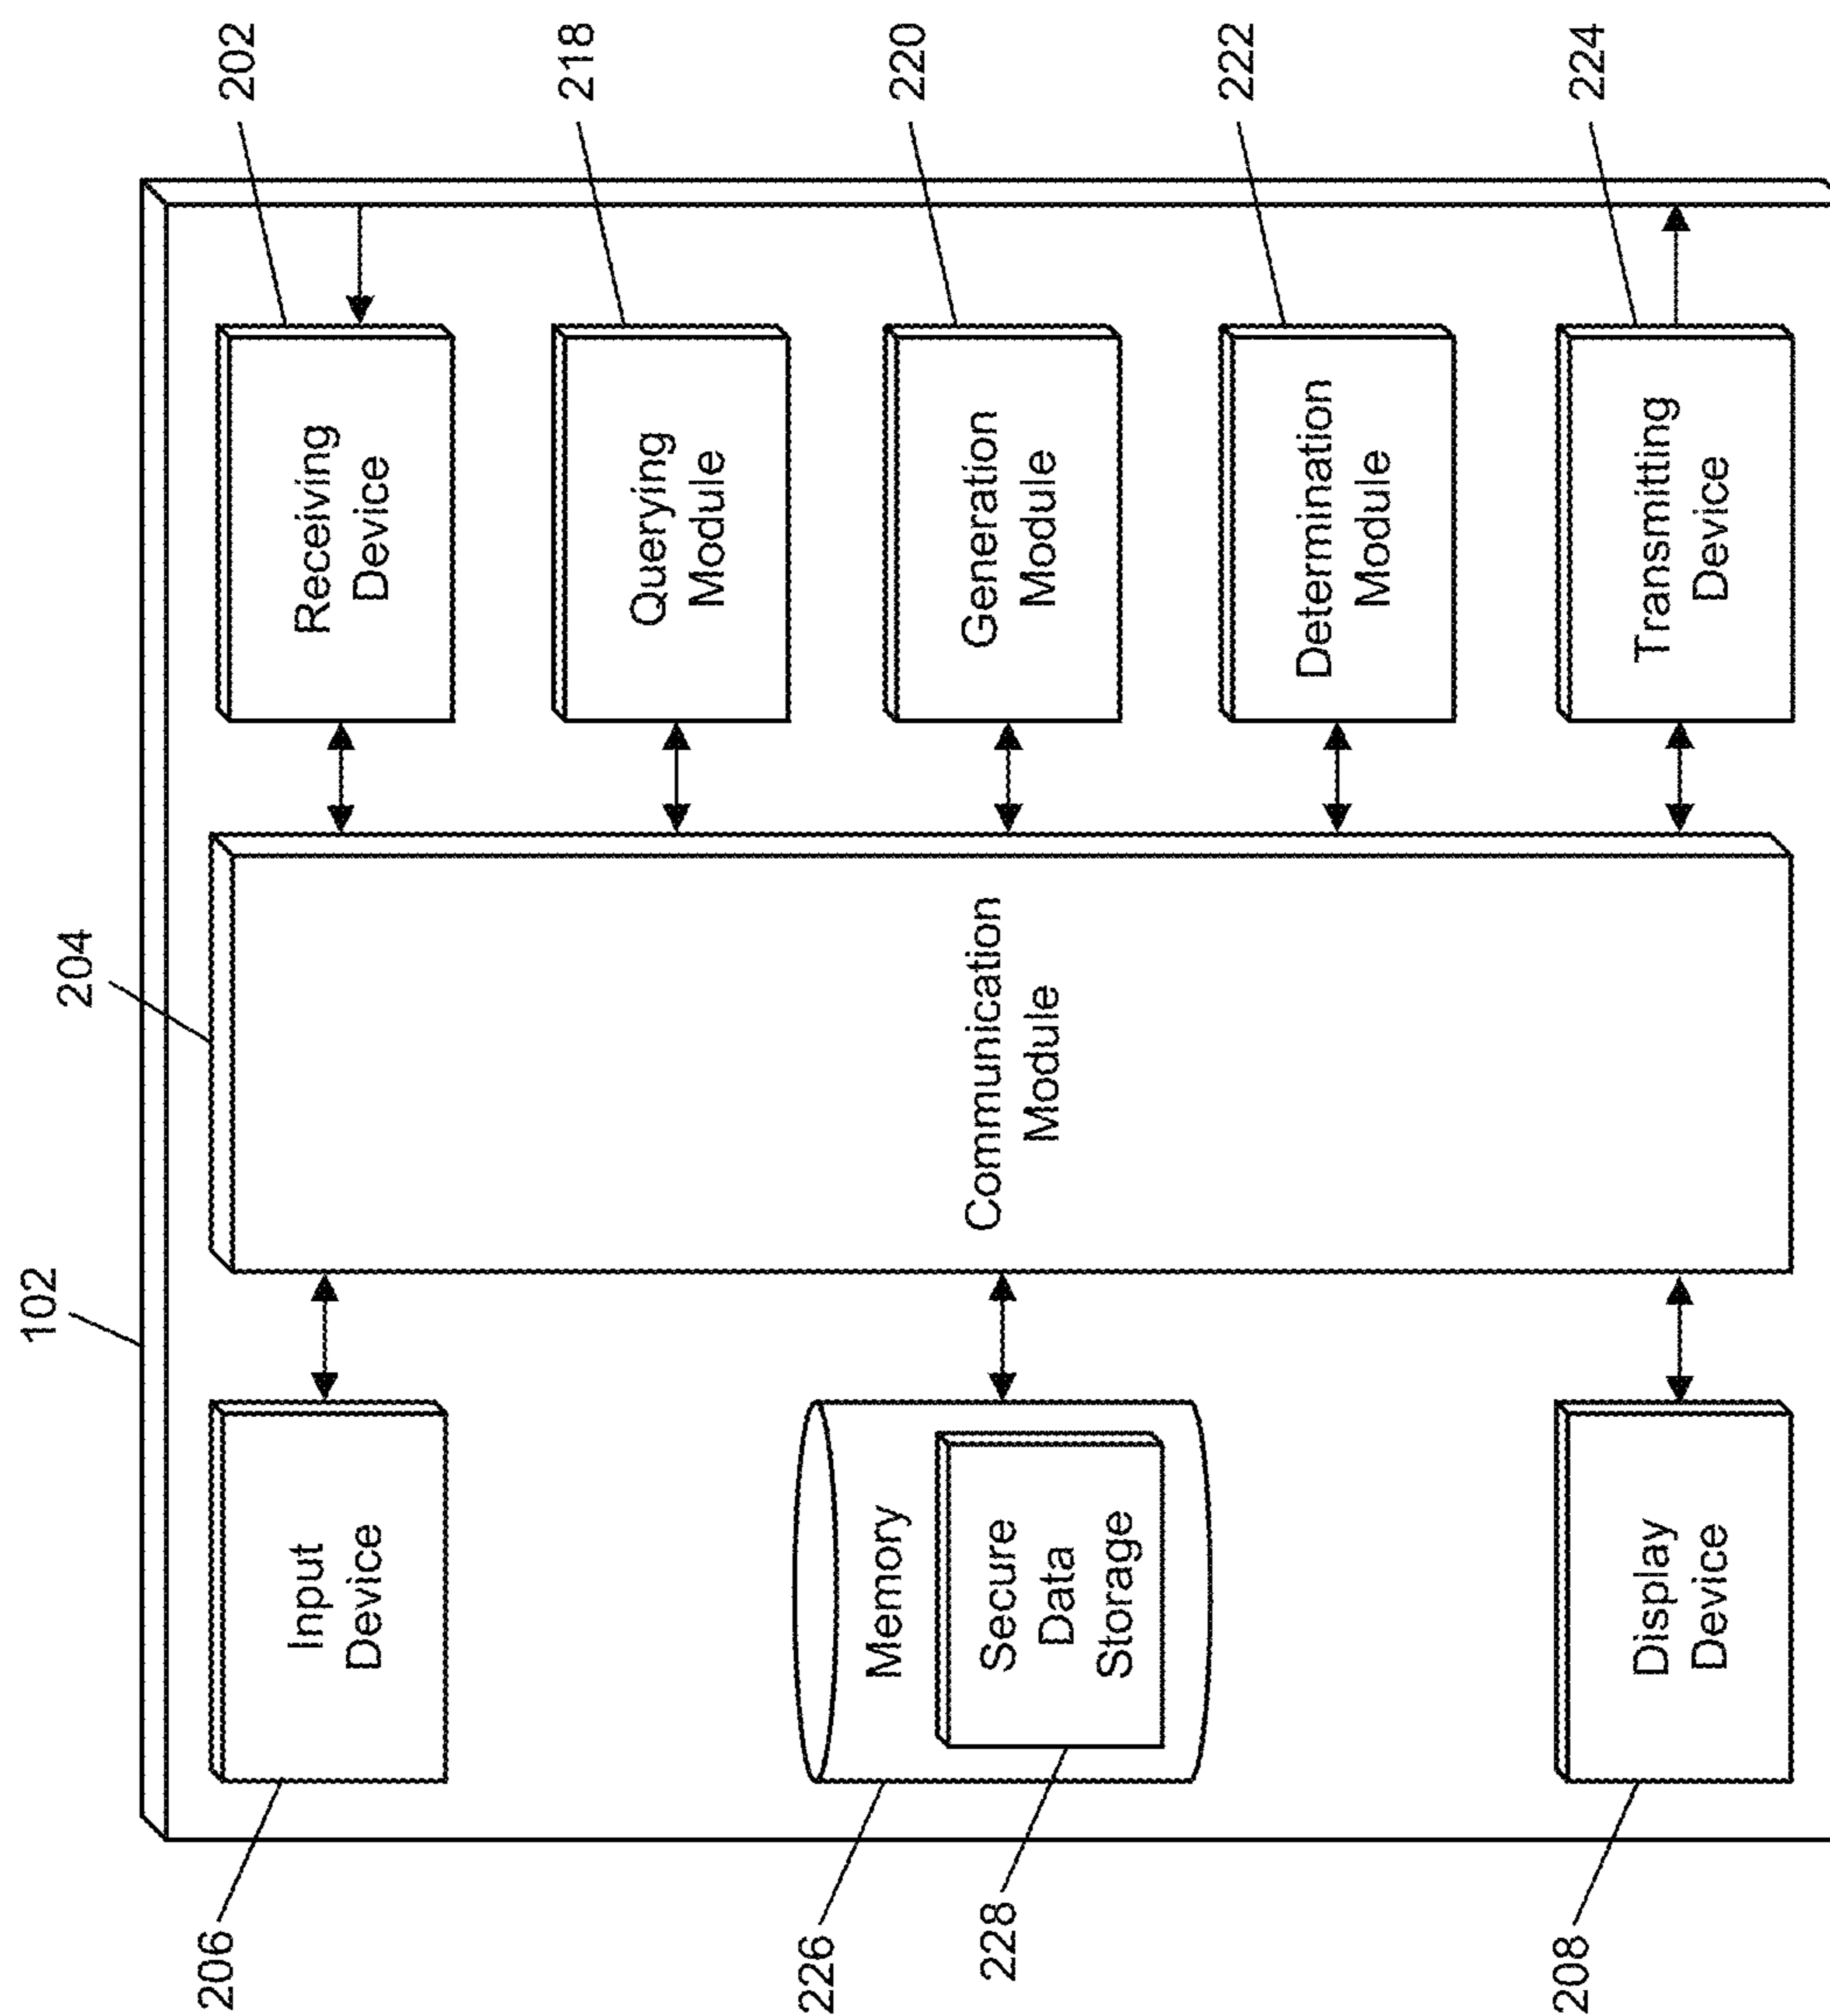 102
204
206
Input
Device
Receiving
Device
202
Querying
Module
218
226
Memory
228
Secure
Data
Storage
Communication
Module
Generation
Module
220
Determination
Module
222
208
Display
Device
Transmitting
Device
224